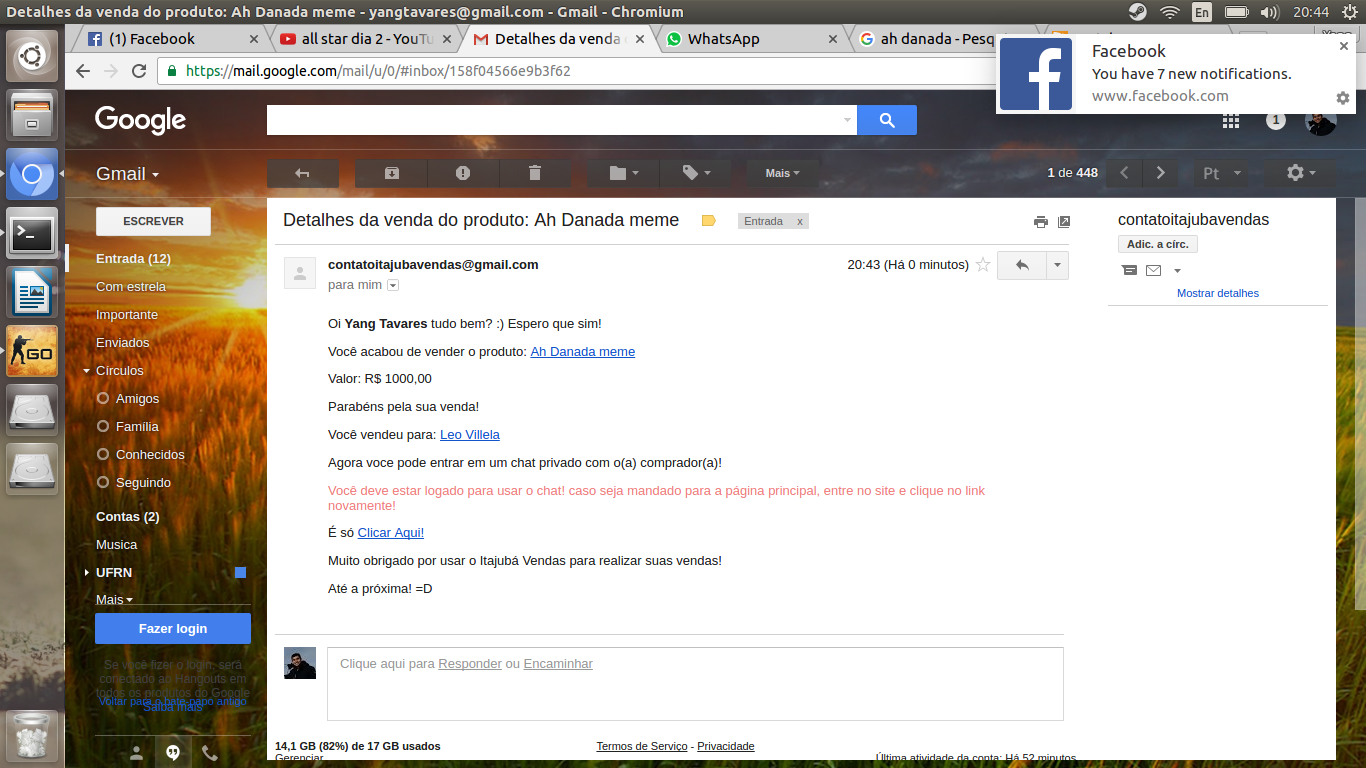 Detalhes da venda do produto: Ah Danada meme - yangtavares@gmail.com - Gmail - Chromium
En
20:44
(1) Facebook
all star dia 2 - YouTu
Detalhes da venda
WhatsApp
ah danada - Pesq
https://mail.google.com/mail/u/0/#inbox/158f04566e9b3f62
Facebook
You have 7 new notifications.
www.facebook.com
Google
1
Gmail
Mais
1 de 448
Pt
ESCREVER
Entrada (12)
Com estrela
Importante
Enviados
Círculos
Amigos
Família
Conhecidos
Seguindo
Contas (2)
Musica
UFRN
Mais
Fazer login
Se você fizer o login, será
conectado ao Hangouts em
todos os produtos do Google
Voltar para o bate-papo antigo
Saiba mais
Detalhes da venda do produto: Ah Danada meme
Entrada x
contatoitajubavendas@gmail.com
20:43 (Há 0 minutos)
para mim
Oi Yang Tavares tudo bem? :) Espero que sim!
Você acabou de vender o produto: Ah Danada meme
Valor: R$ 1000,00
Parabéns pela sua venda!
Você vendeu para: Leo Villela
Agora voce pode entrar em um chat privado com o(a) comprador(a)!
Você deve estar logado para usar o chat! caso seja mandado para a página principal, entre no site e clique no link
novamente!
É só Clicar Aqui!
Muito obrigado por usar o Itajubá Vendas para realizar suas vendas!
Até a próxima! =D
Clique aqui para Responder ou Encaminhar
14,1 GB (82%) de 17 GB usados
Gerenciar
Termos de Serviço - Privacidade
Última atividade da conta: Há 52 minutos
contatoitajubavendas
Adic. a círc.
Mostrar detalhes
GO